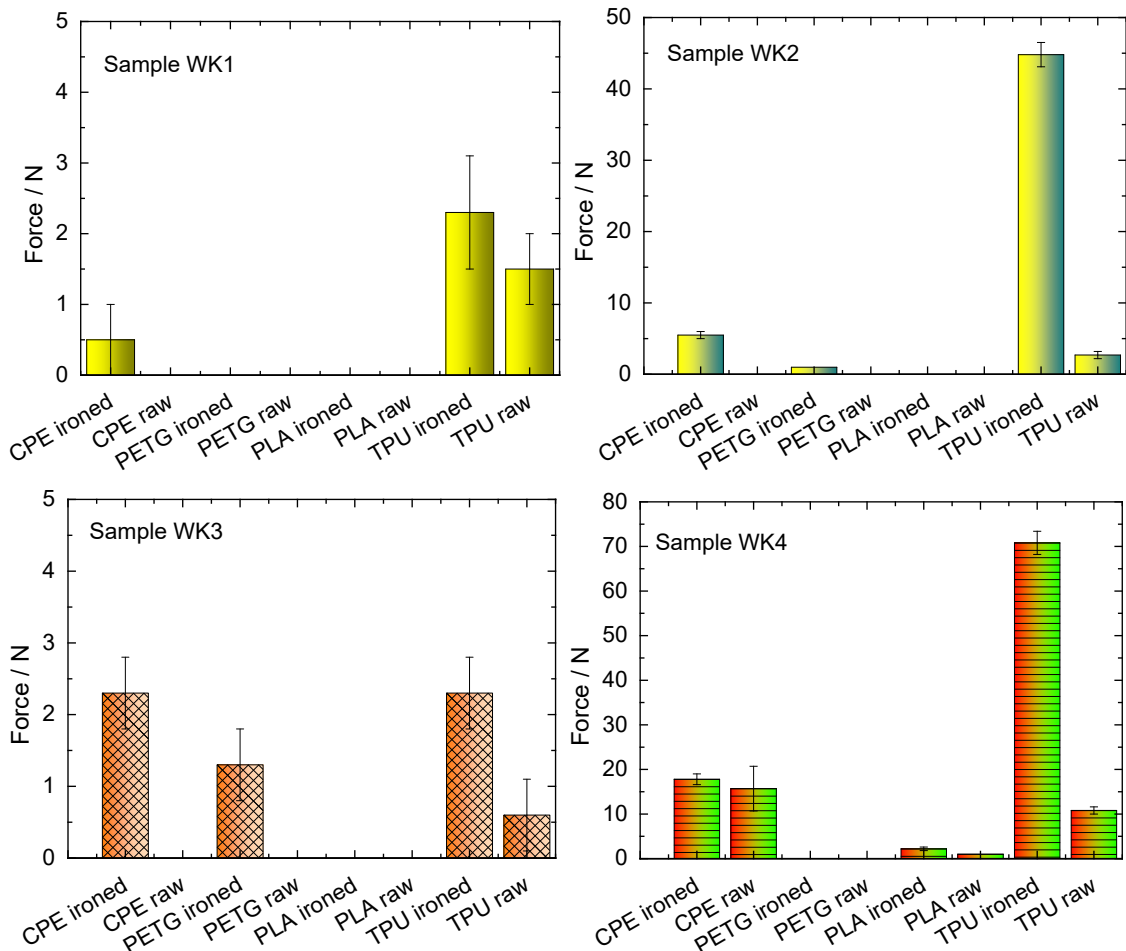 Sample WK1
Force / N
5
4
3
2
1
0
CPE ironed
CPE raw
PETG ironed
PETG raw
PLA ironed
PLA raw
TPU ironed
TPU raw
Sample WK2
Force / N
50
40
30
20
10
0
CPE ironed
CPE raw
PETG ironed
PETG raw
PLA ironed
PLA raw
TPU ironed
TPU raw
Sample WK3
Force / N
5
4
3
2
1
0
CPE ironed
CPE raw
PETG ironed
PETG raw
PLA ironed
PLA raw
TPU ironed
TPU raw
Sample WK4
Force / N
80
70
60
50
40
30
20
10
0
CPE ironed
CPE raw
PETG ironed
PETG raw
PLA ironed
PLA raw
TPU ironed
TPU raw